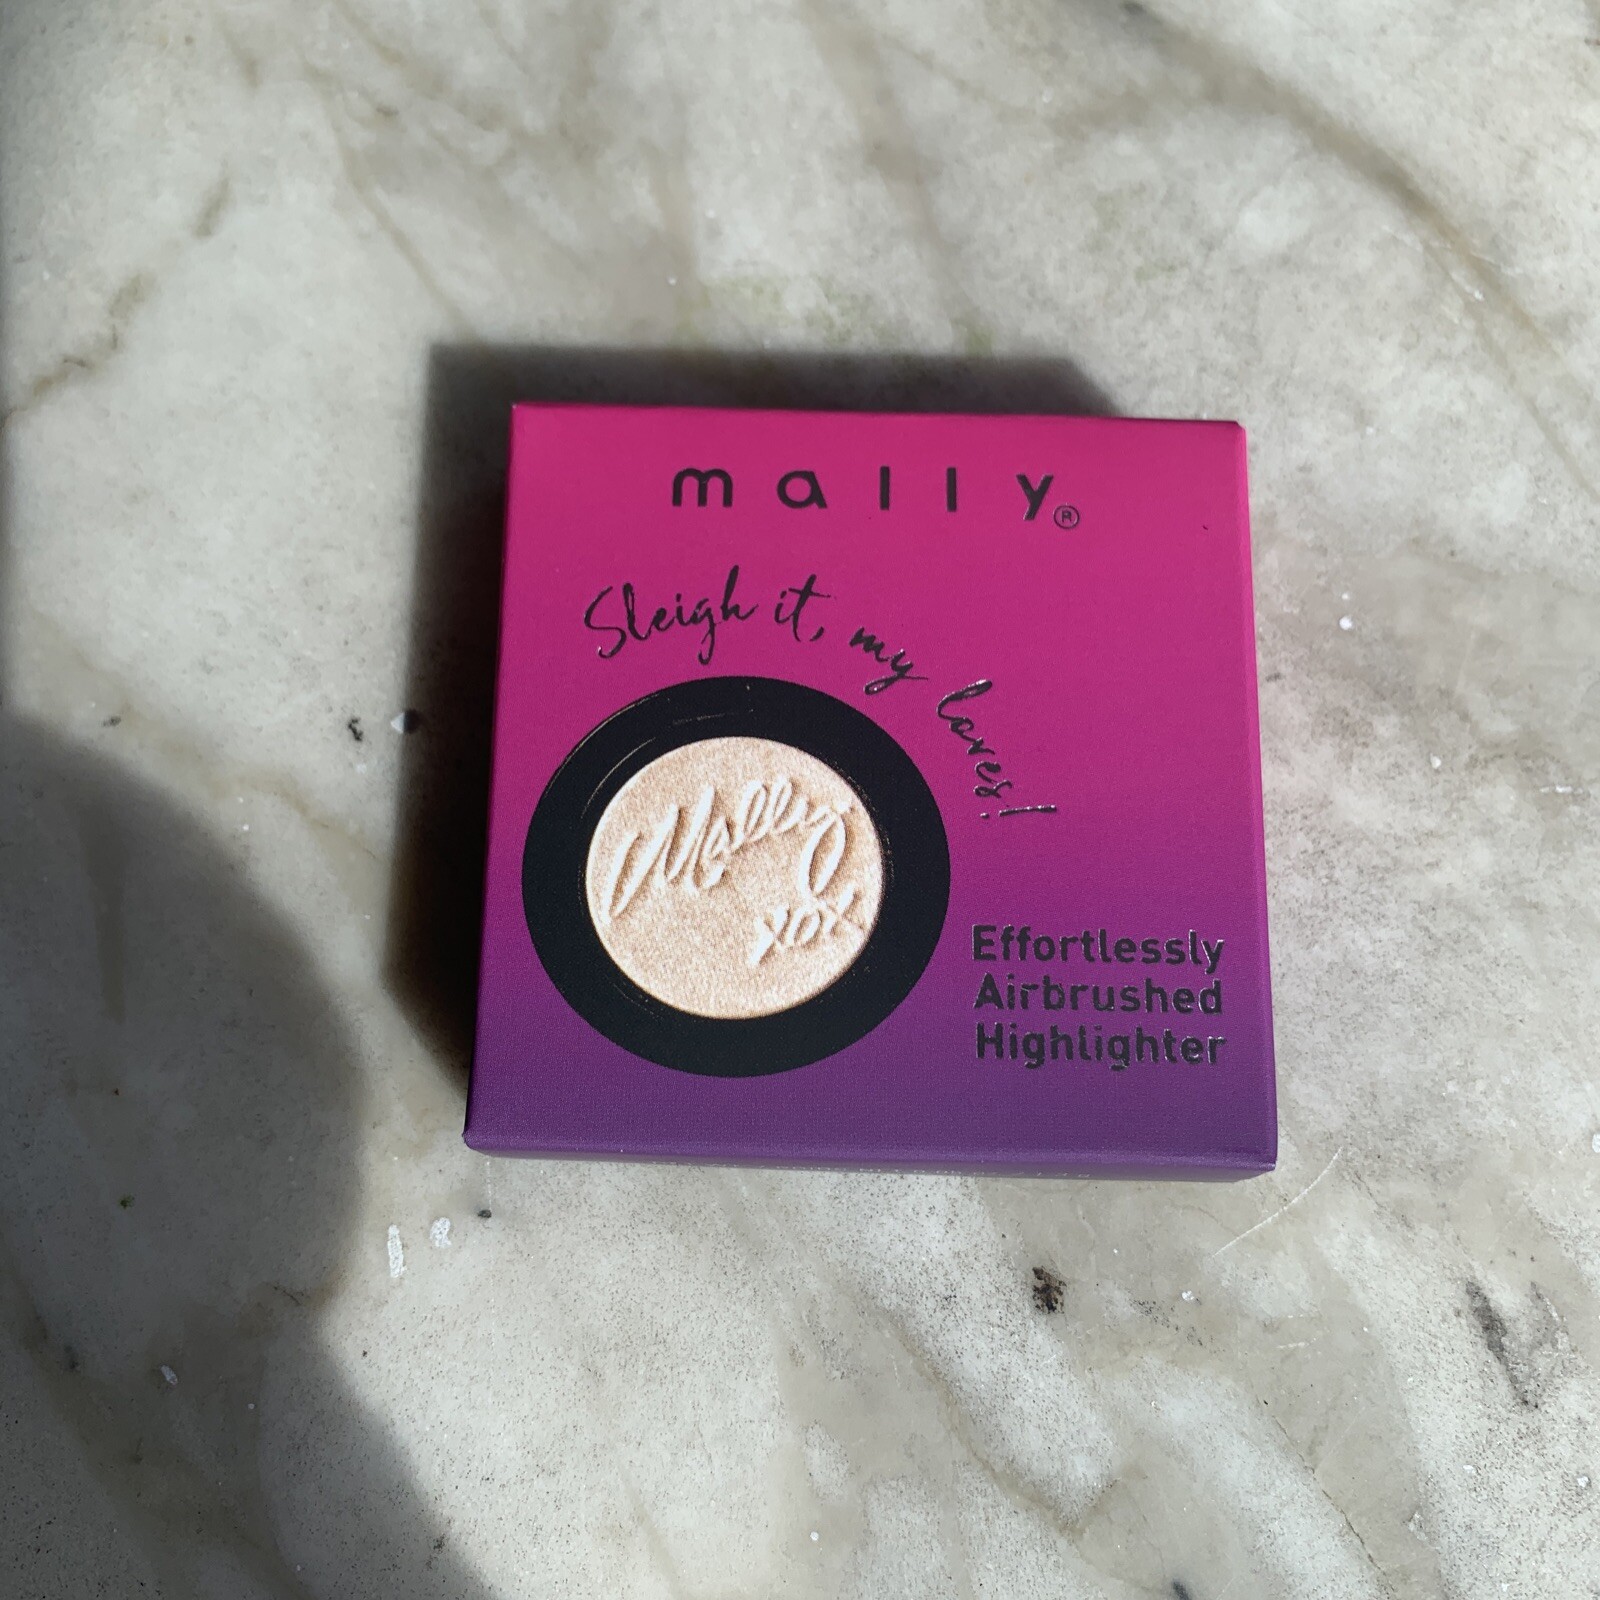 mally®
Sleigh it, my loves!
Mally
xox
Effortlessly
Airbrushed
Highlighter